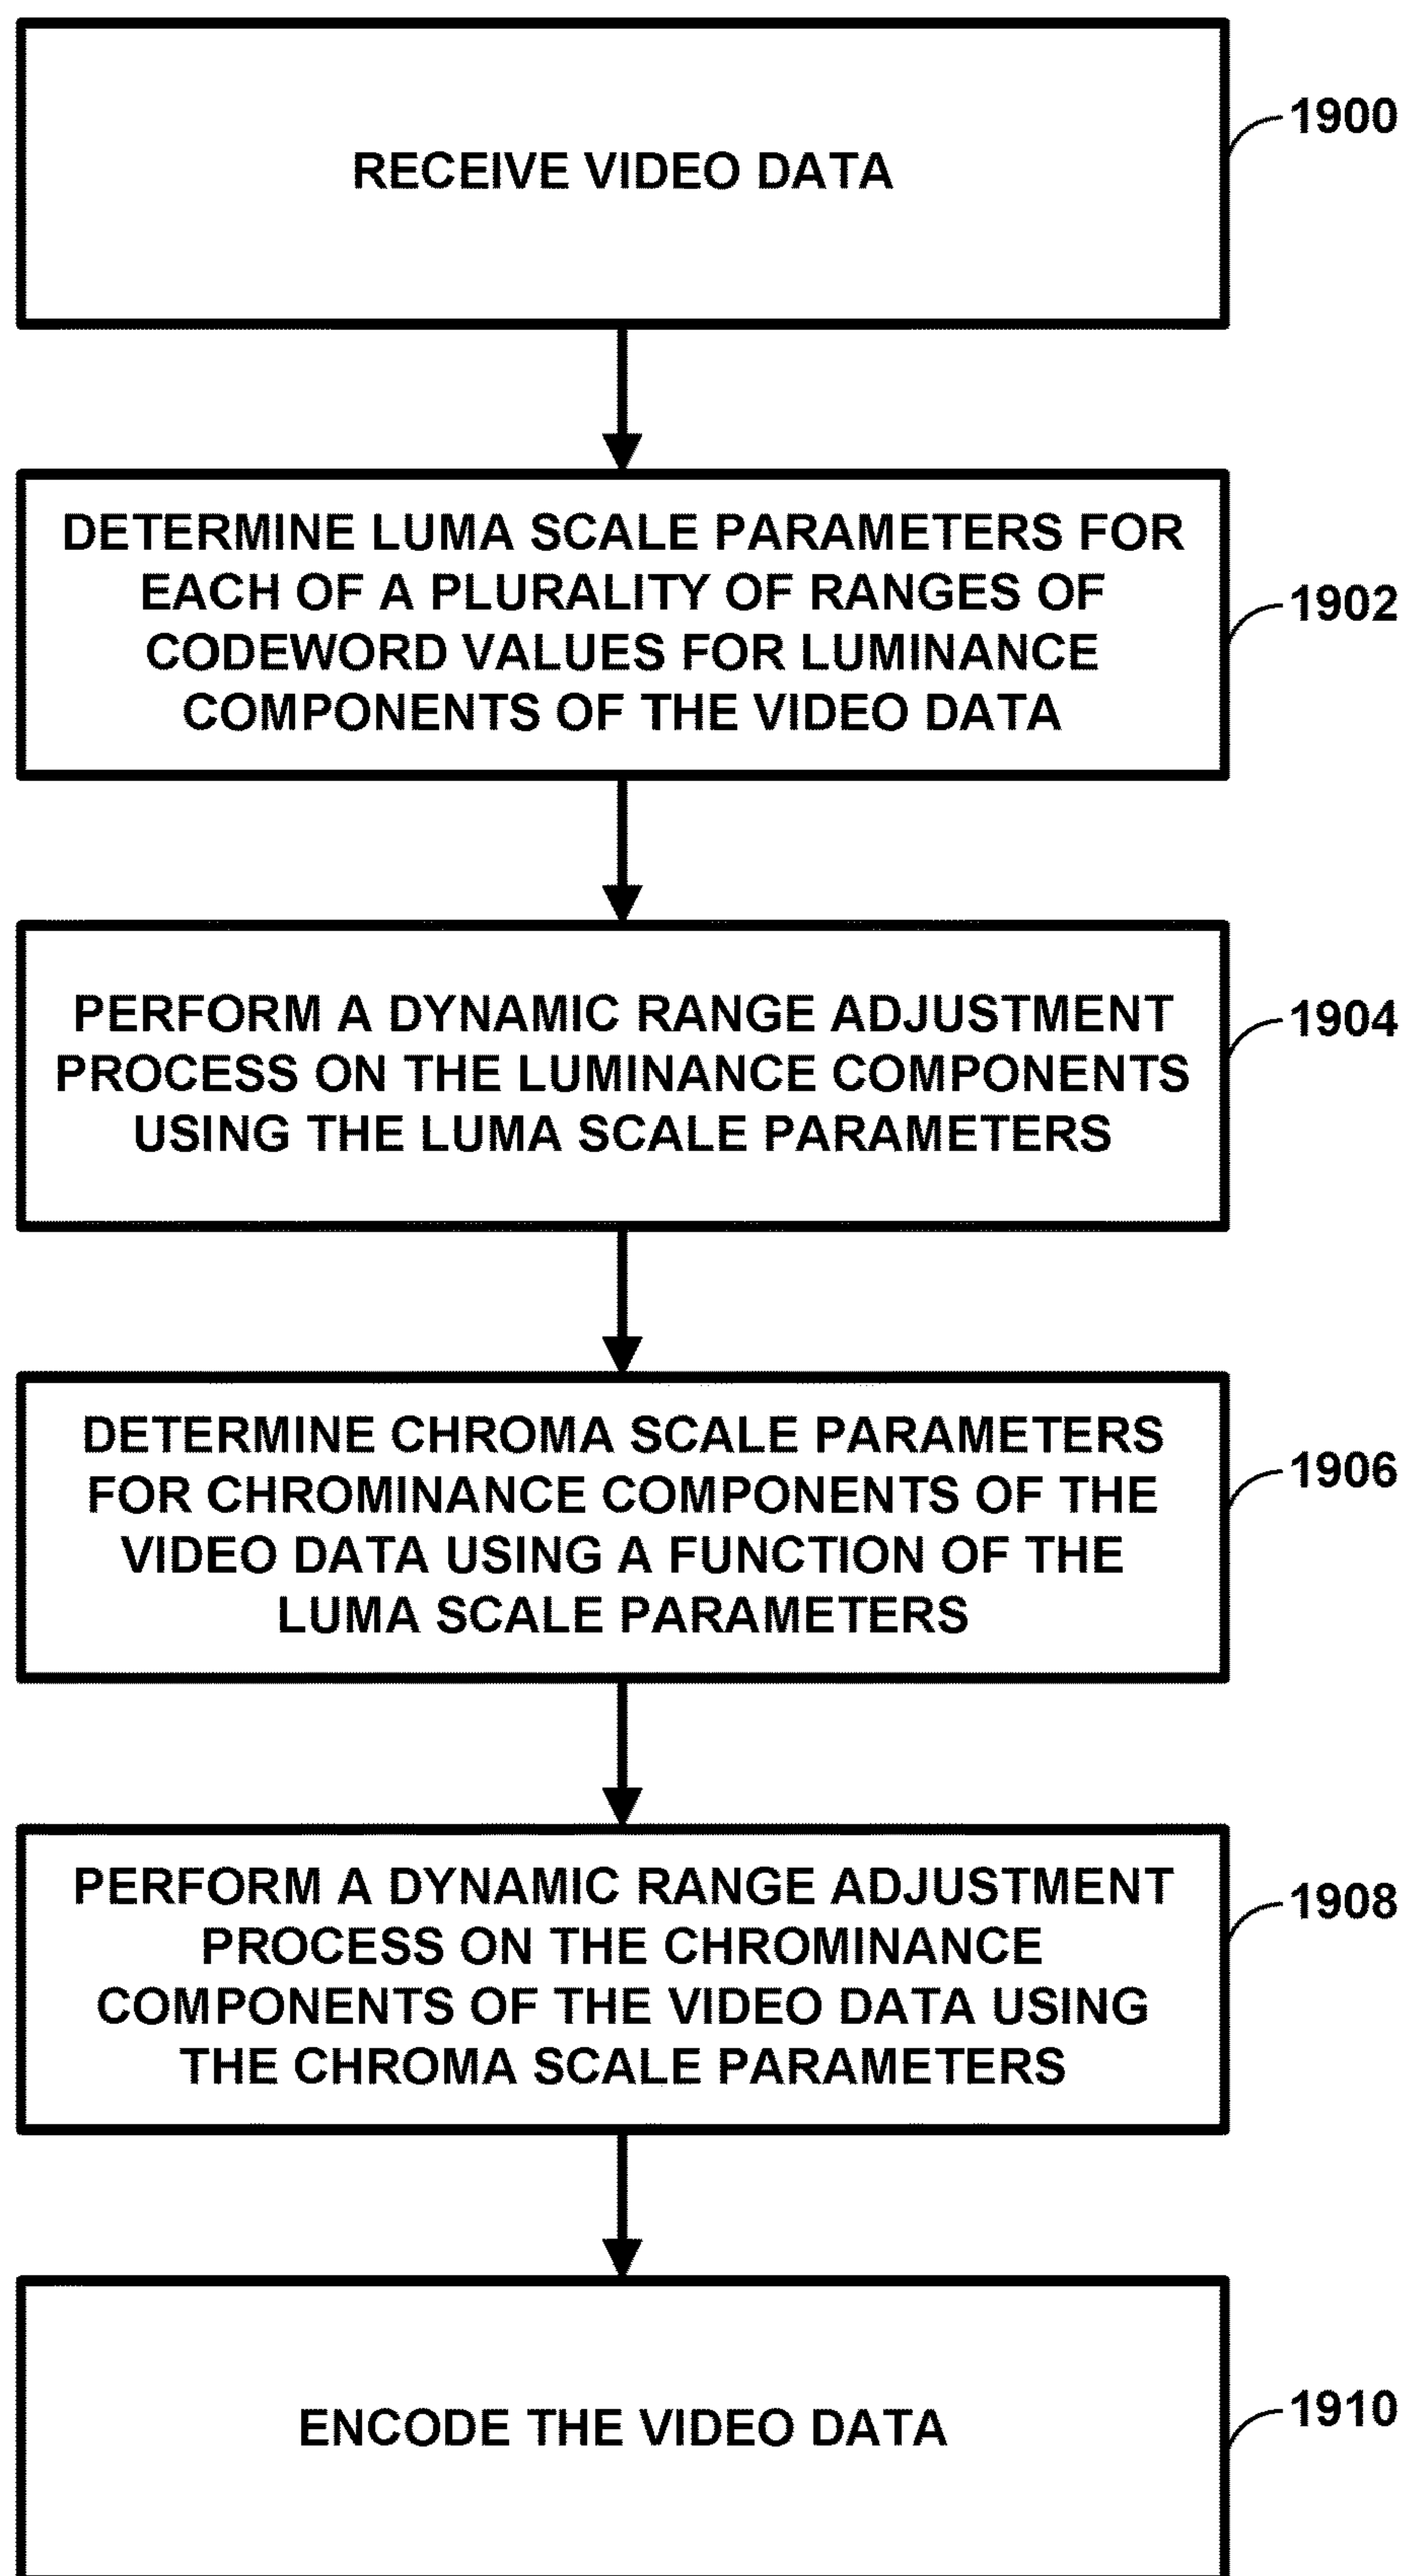 RECEIVE VIDEO DATA
1900
DETERMINE LUMA SCALE PARAMETERS FOR
EACH OF A PLURALITY OF RANGES OF
CODEWORD VALUES FOR LUMINANCE
COMPONENTS OF THE VIDEO DATA
1902
PERFORM A DYNAMIC RANGE ADJUSTMENT
PROCESS ON THE LUMINANCE COMPONENTS
USING THE LUMA SCALE PARAMETERS
1904
DETERMINE CHROMA SCALE PARAMETERS
FOR CHROMINANCE COMPONENTS OF THE
VIDEO DATA USING A FUNCTION OF THE
LUMA SCALE PARAMETERS
1906
PERFORM A DYNAMIC RANGE ADJUSTMENT
PROCESS ON THE CHROMINANCE
COMPONENTS OF THE VIDEO DATA USING
THE CHROMA SCALE PARAMETERS
1908
ENCODE THE VIDEO DATA
1910